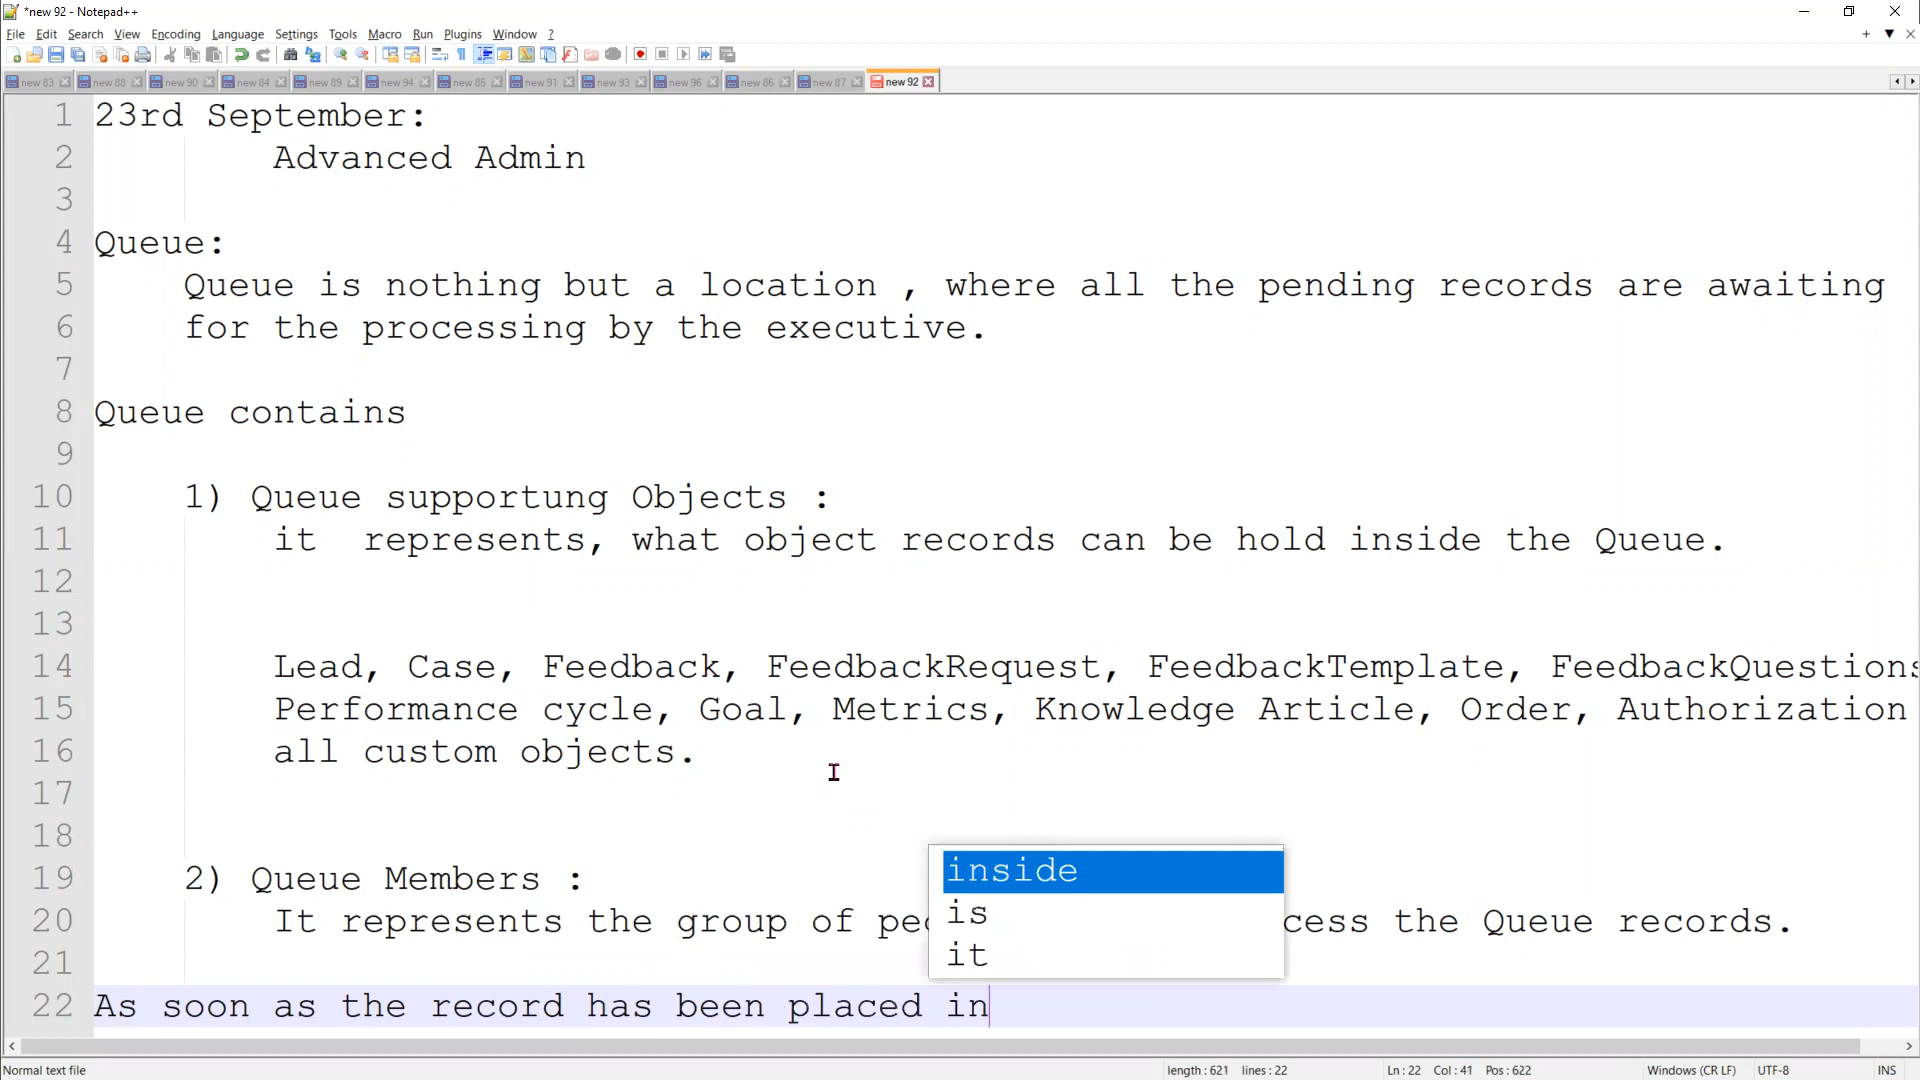 *new 92 - Notepad++
File Edit Search View Encoding Language Settings Tools Macro Run Plugins Window ?
new 83 new 88 new 90 new 84 new 89 new 94 new 85 new 91 new 93 new 96 new 86 new 87 new 92
1 23rd September:
2 Advanced Admin
3
4 Queue:
5 Queue is nothing but a location , where all the pending records are awaiting
6 for the processing by the executive.
7
8 Queue contains
9
10 1) Queue supportung Objects :
11 it represents, what object records can be hold inside the Queue.
12
13
14 Lead, Case, Feedback, FeedbackRequest, FeedbackTemplate, FeedbackQuestions
15 Performance cycle, Goal, Metrics, Knowledge Article, Order, Authorization
16 all custom objects.
17
18
19 2) Queue Members :
20 It represents the group of cess the Queue records.
inside
is
it
21
22 As soon as the record has been placed in
Normal text file length : 621 lines : 22 Ln : 22 Col : 41 Pos : 622 Windows (CR LF) UTF-8 INS